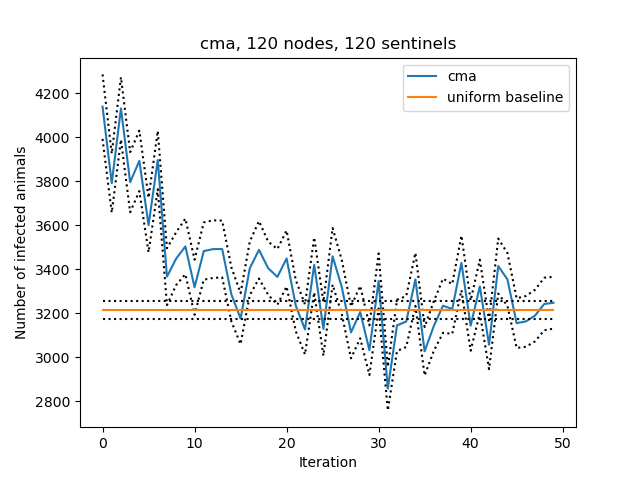 cma, 120 nodes, 120 sentinels
cma
uniform baseline
Number of infected animals
4200
4000
3800
3600
3400
3200
3000
2800
0 10 20 30 40 50
Iteration